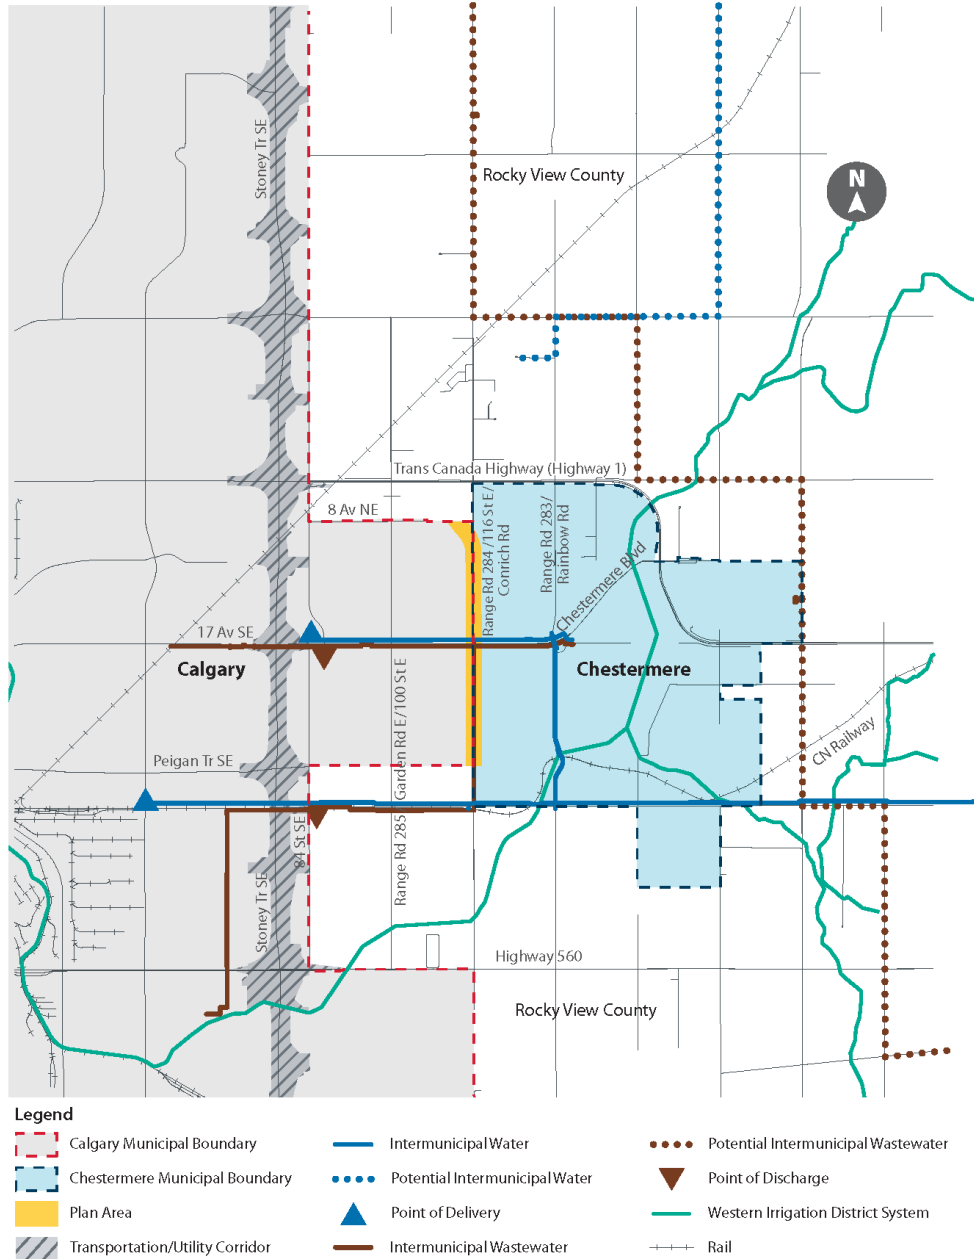 Stoney Tr SE
Rocky View County
N
Trans Canada Highway (Highway 1)
8 Av NE
Range Rd 284 /116 St E/
Conrich Rd
Range Rd 283/
Rainbow Rd
Chestermere Blvd
17 Av SE
Calgary
Chestermere
Range Rd 285/ Garden Rd E/100 St E
Peigan Tr SE
CN Railway
84 St SE
Stoney Tr SE
Highway 560
Rocky View County
Legend
Calgary Municipal Boundary
Chestermere Municipal Boundary
Plan Area
Transportation/Utility Corridor
Intermunicipal Water
Potential Intermunicipal Water
Point of Delivery
Intermunicipal Wastewater
Potential Intermunicipal Wastewater
Point of Discharge
Western Irrigation District System
Rail